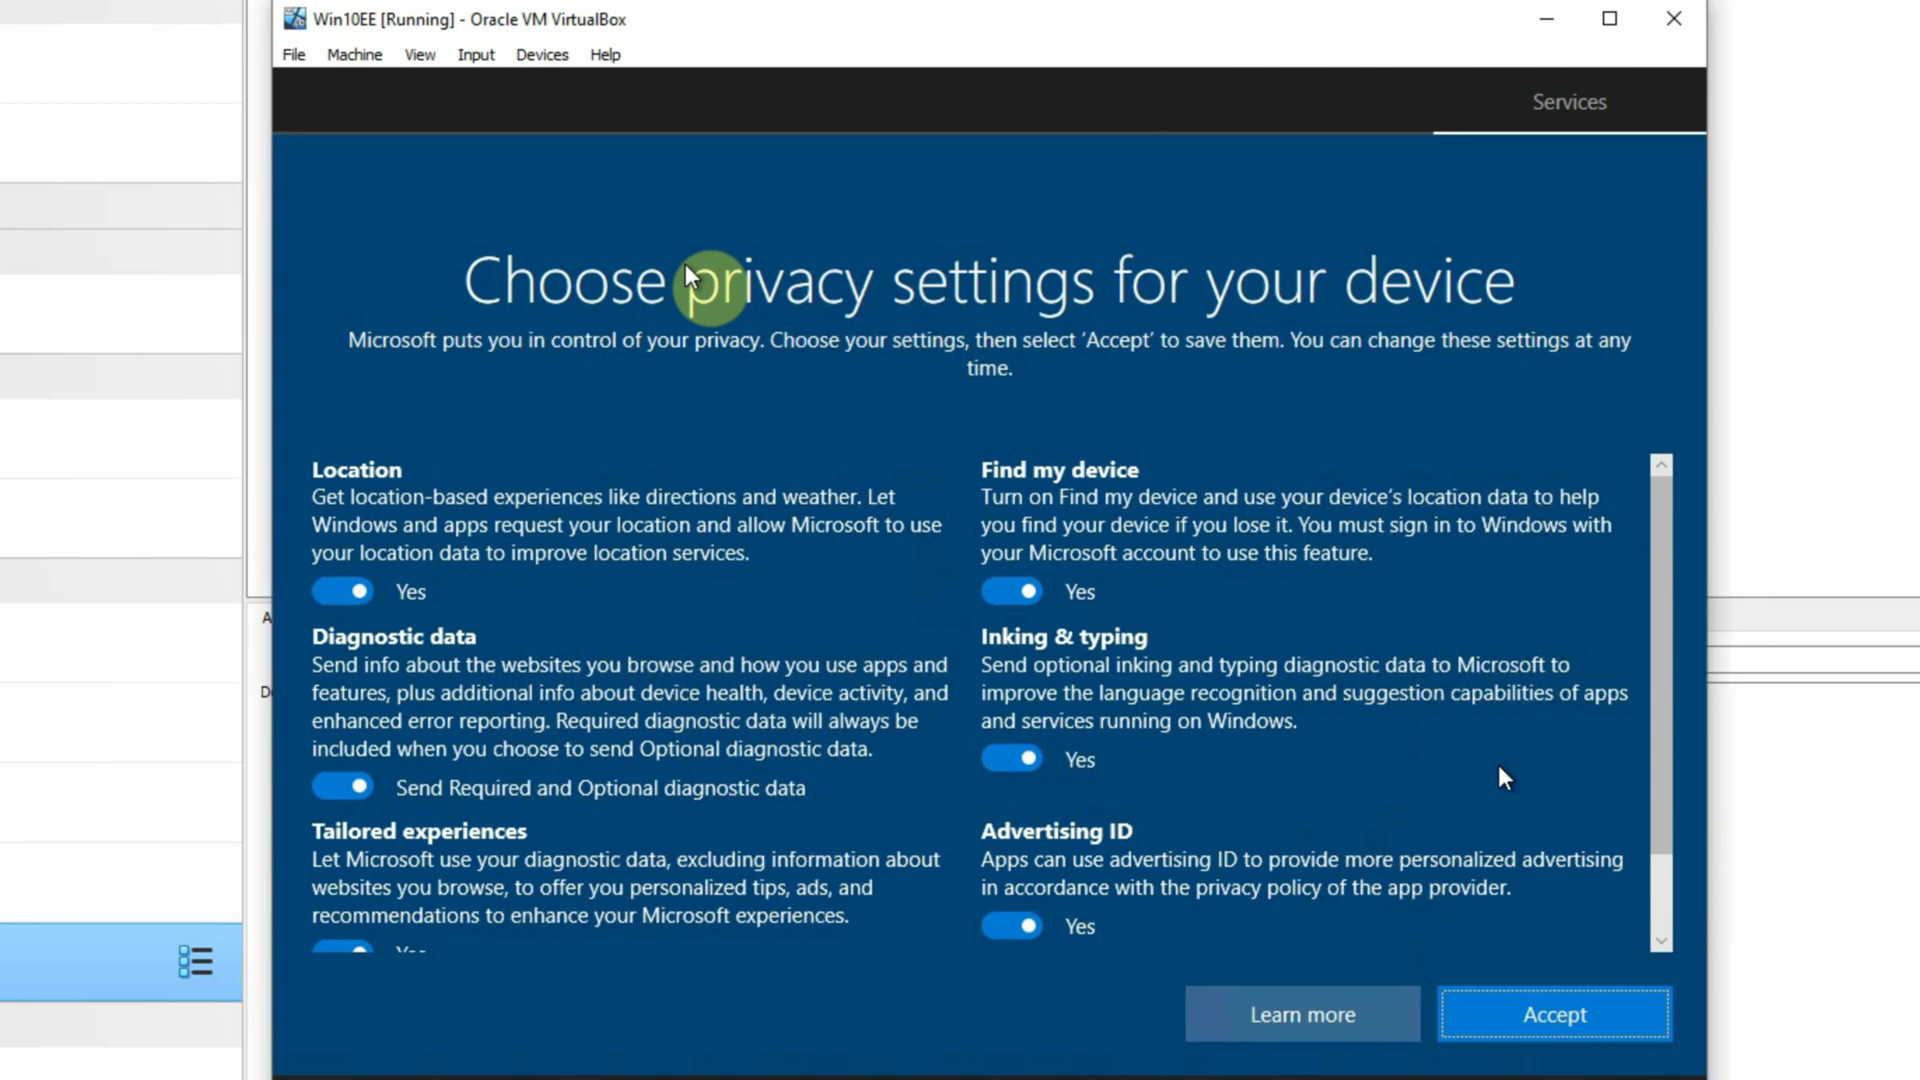 Win10EE [Running] - Oracle VM VirtualBox
File Machine View Input Devices Help
Services
Choose privacy settings for your device
Microsoft puts you in control of your privacy. Choose your settings, then select ‘Accept’ to save them. You can change these settings at any
time.
Location
Get location-based experiences like directions and weather. Let
Windows and apps request your location and allow Microsoft to use
your location data to improve location services.
Yes
Find my device
Turn on Find my device and use your device’s location data to help
you find your device if you lose it. You must sign in to Windows with
your Microsoft account to use this feature.
Yes
Diagnostic data
Send info about the websites you browse and how you use apps and
features, plus additional info about device health, device activity, and
enhanced error reporting. Required diagnostic data will always be
included when you choose to send Optional diagnostic data.
Send Required and Optional diagnostic data
Inking & typing
Send optional inking and typing diagnostic data to Microsoft to
improve the language recognition and suggestion capabilities of apps
and services running on Windows.
Yes
Tailored experiences
Let Microsoft use your diagnostic data, excluding information about
websites you browse, to offer you personalized tips, ads, and
recommendations to enhance your Microsoft experiences.
Yes
Advertising ID
Apps can use advertising ID to provide more personalized advertising
in accordance with the privacy policy of the app provider.
Yes
Learn more
Accept